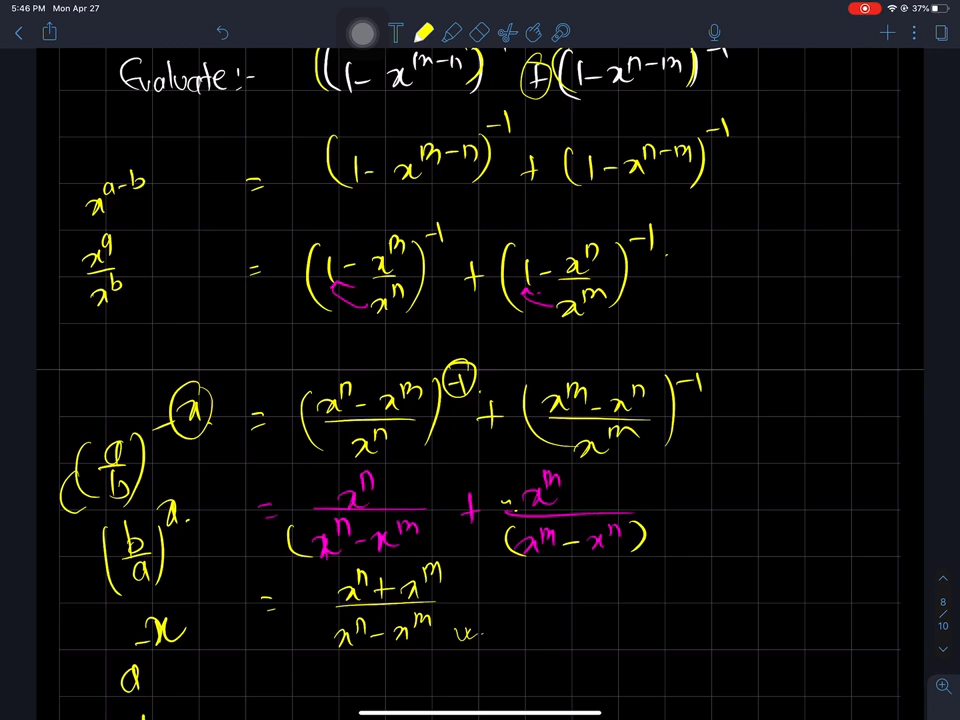 5:46 PM Mon Apr 27
37%
T
Evaluate:- ((1 - x^(m-n))^-1 + ((1 - x^(n-m))^-1
= (1 - x^(m-n))^-1 + (1 - x^(n-m))^-1
x^(a-b)
x^a/x^b
= (1 - x^m/x^n)^-1 + (1 - x^n/x^m)^-1
= ((x^n - x^m)/x^n)^-1 + ((x^m - x^n)/x^m)^-1
(a/b)^-x
= x^n/(x^n - x^m) + x^m/(x^m - x^n)
(b/a)^x
= (x^n + x^m)/(x^n - x^m)
-x
a
8
/
10